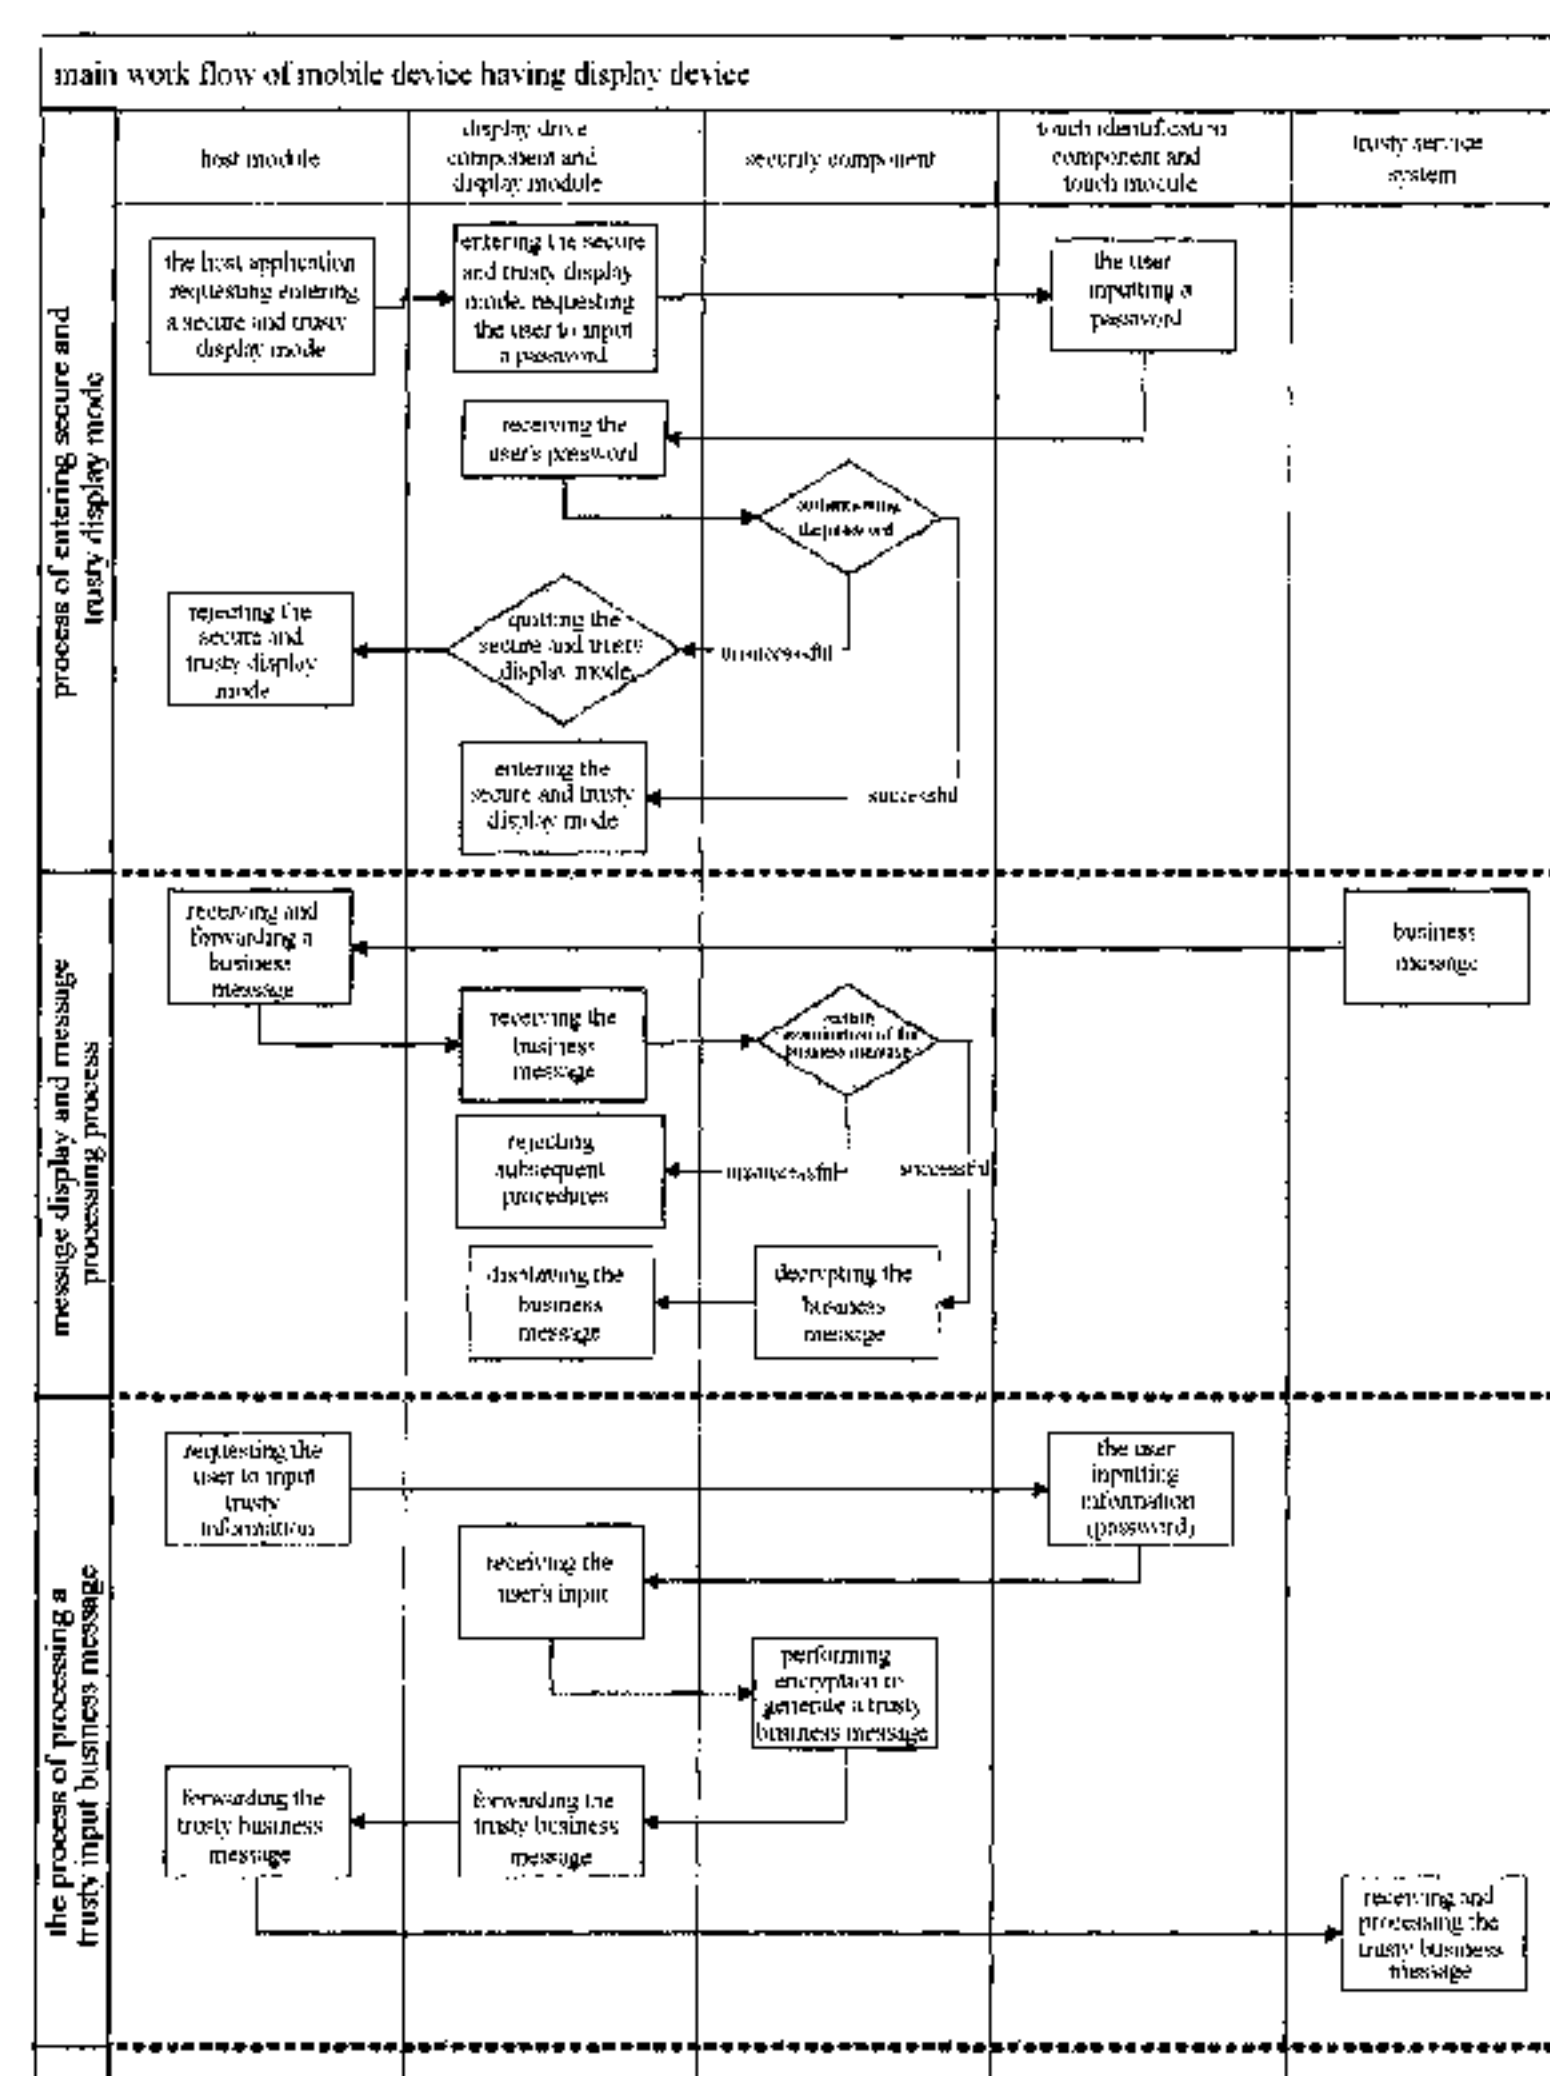 main work flow of mobile device having display device
host module
display drive
component and
display module
security component
touch identification
component and
touch module
trusty service
system
process of entering secure and
trusty display mode
the host application
requesting entering
a secure and trusty
display mode
entering the secure
and trusty display
mode, requesting
the user to input
a password
the user
inputting a
password
receiving the
user's password
authenticating
the password
rejecting the
secure and
trusty display
mode
quitting the
secure and trusty
display mode
unsuccessful
entering the
secure and trusty
display mode
successful
message display and message
processing process
receiving and
forwarding a
business
message
business
message
receiving the
business
message
examination of the
business message
rejecting
subsequent
procedures
unsuccessful
successful
displaying the
business
message
decrypting the
business
message
the process of processing a
trusty input business message
requesting the
user to input
trusty
information
the user
inputting
information
(password)
receiving the
user's input
performing
encryption to
generate a trusty
business message
forwarding the
trusty business
message
forwarding the
trusty business
message
receiving and
processing the
trusty business
message